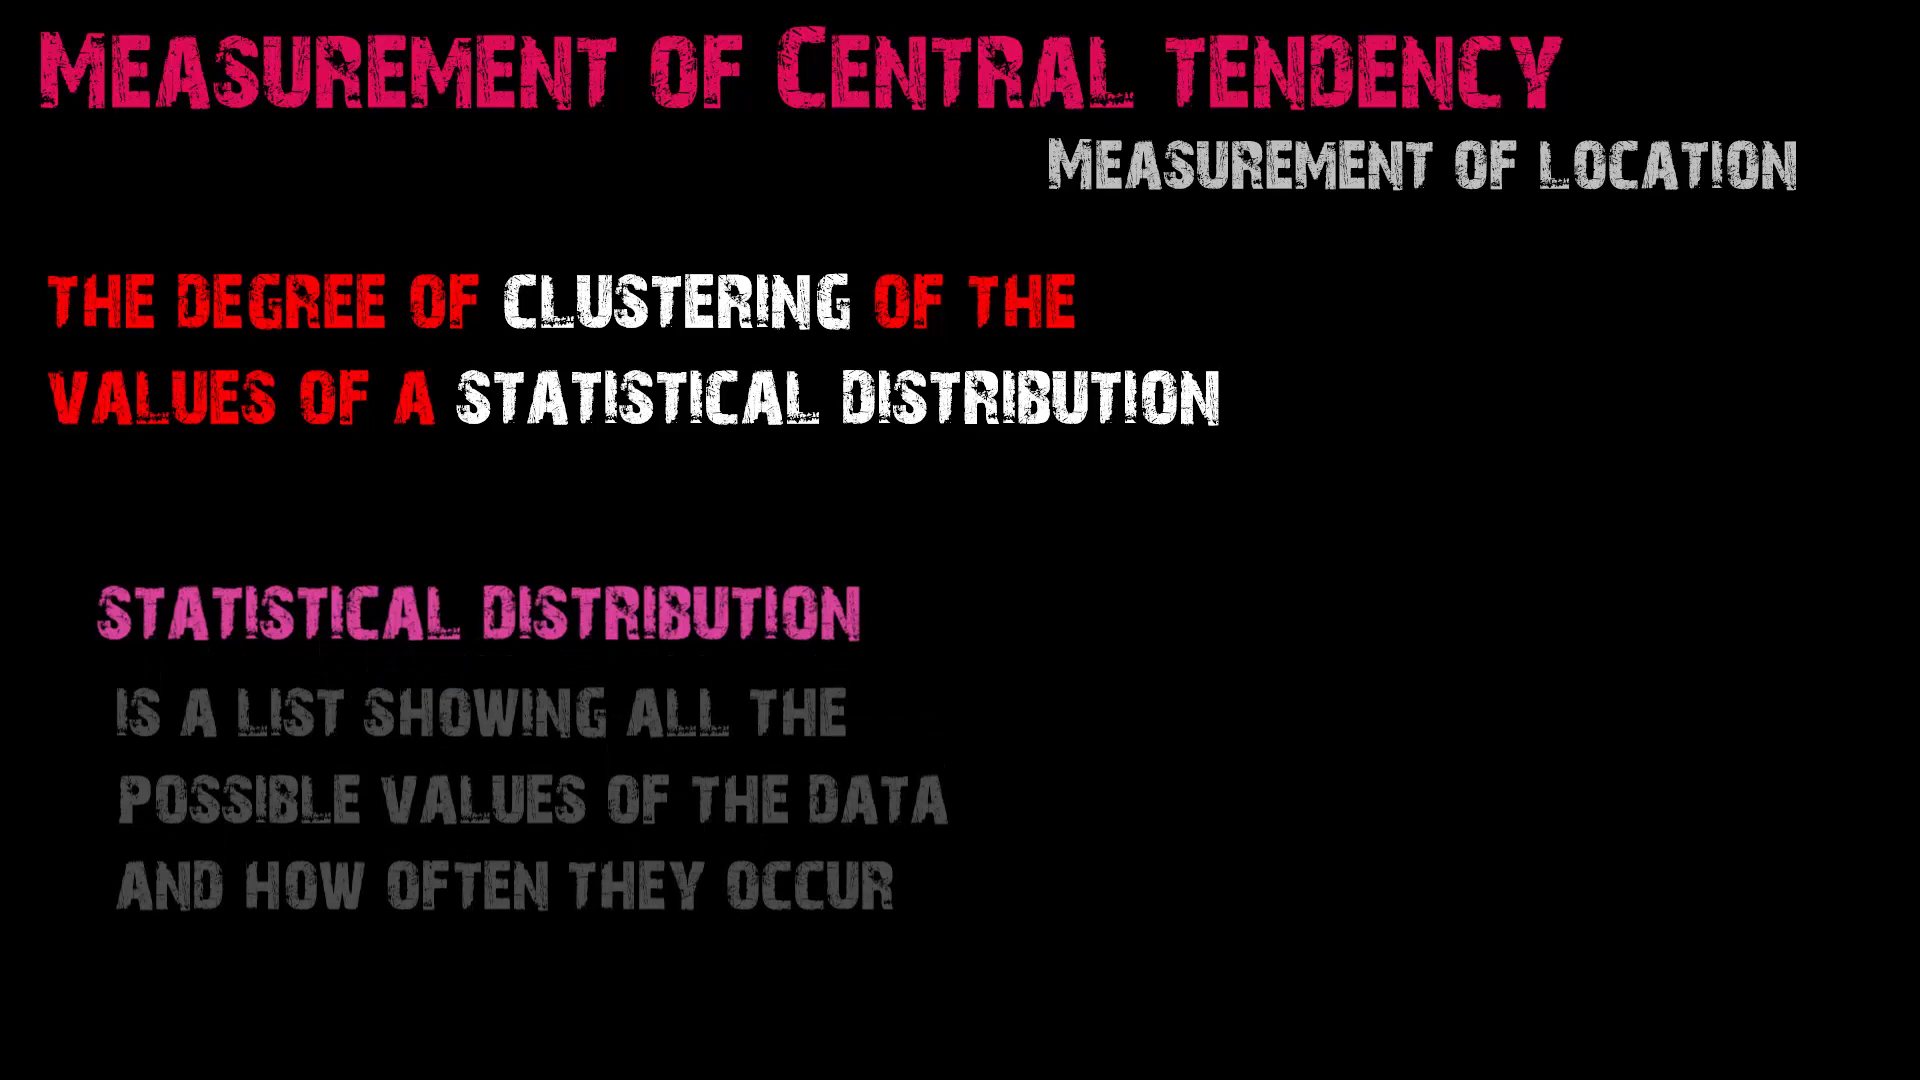 Measurement of Central tendency
Measurement of location
the degree of clustering of the
values of a statistical distribution
statistical distribution
is a list showing all the
possible values of the data
and how often they occur